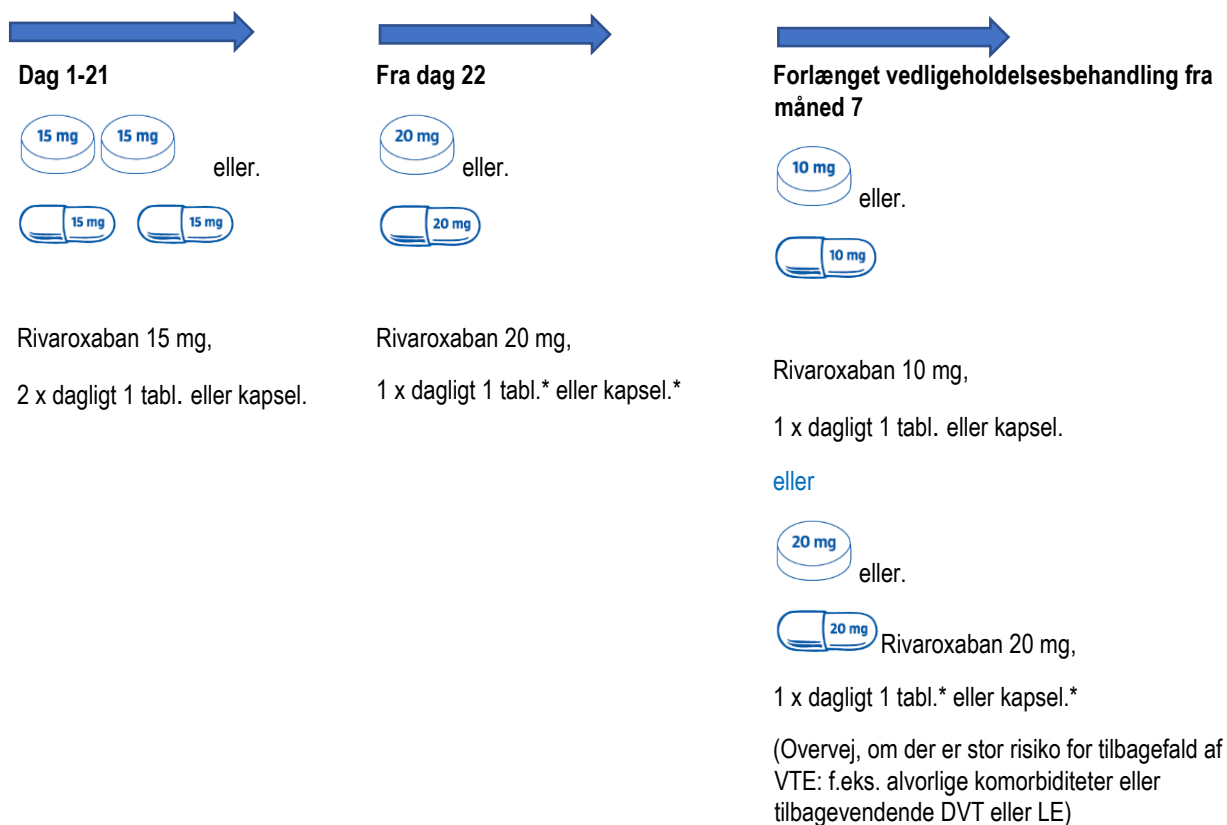 Dag 1-21
15 mg 15 mg
eller.
15 mg 15 mg
Rivaroxaban 15 mg,
2 x dagligt 1 tabl. eller kapsel.
Fra dag 22
20 mg
eller.
20 mg
Rivaroxaban 20 mg,
1 x dagligt 1 tabl.* eller kapsel.*
Forlænget vedligeholdelsesbehandling fra
måned 7
10 mg
eller.
10 mg
Rivaroxaban 10 mg,
1 x dagligt 1 tabl. eller kapsel.
eller
20 mg
eller.
20 mg Rivaroxaban 20 mg,
1 x dagligt 1 tabl.* eller kapsel.*
(Overvej, om der er stor risiko for tilbagefald af
VTE: f.eks. alvorlige komorbiditeter eller
tilbagevendende DVT eller LE)